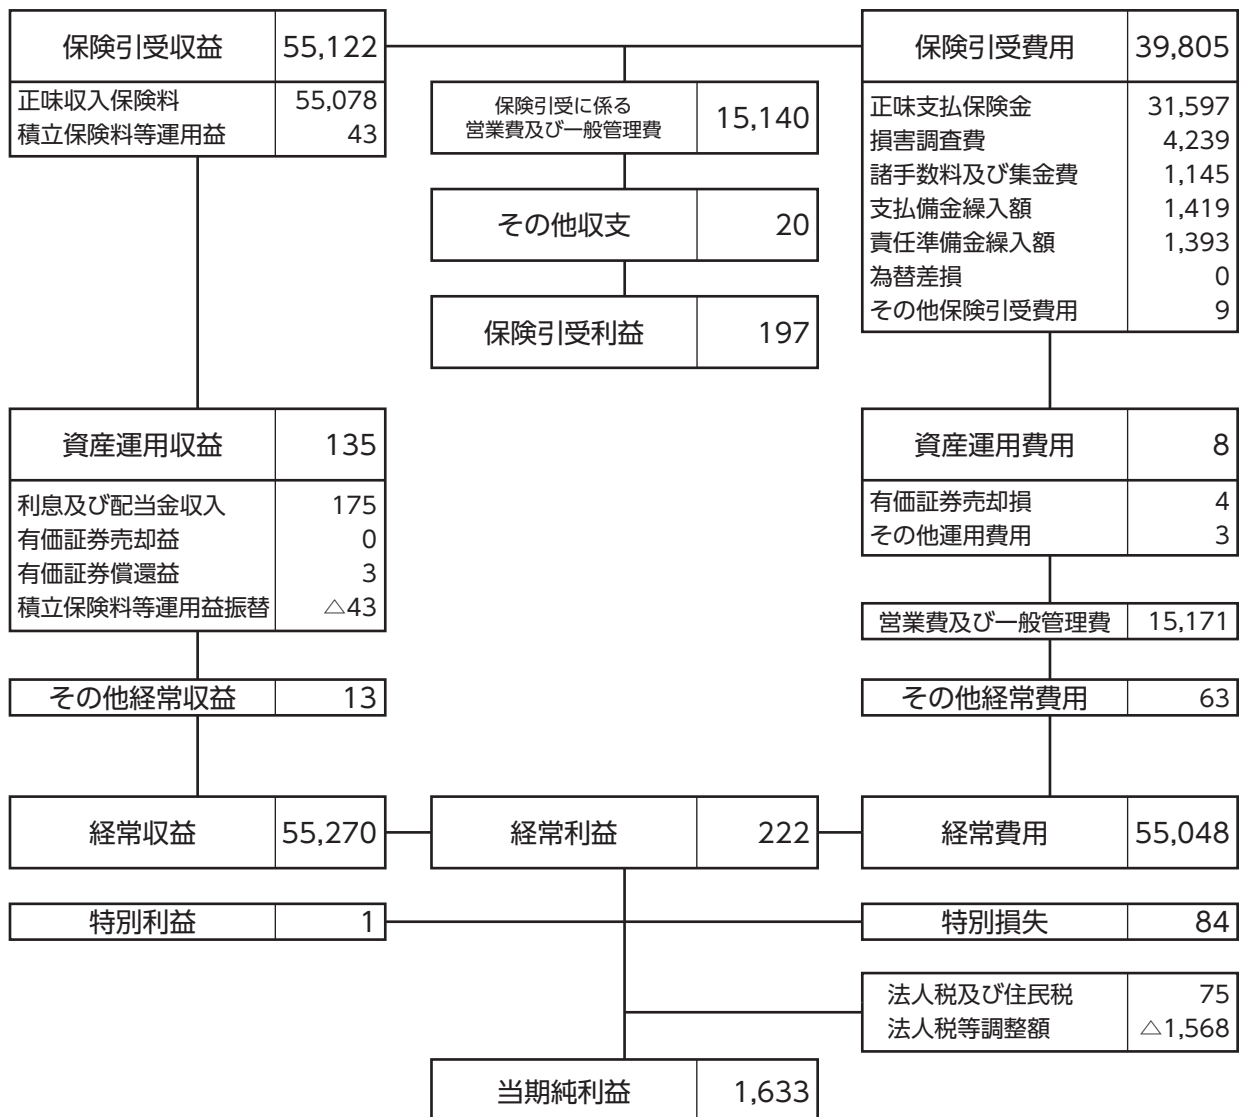 保険引受収益 55,122
正味収入保険料 55,078
積立保険料等運用益 43
保険引受に係る
営業費及び一般管理費 15,140
その他収支 20
保険引受利益 197
保険引受費用 39,805
正味支払保険金 31,597
損害調査費 4,239
諸手数料及び集金費 1,145
支払備金繰入額 1,419
責任準備金繰入額 1,393
為替差損 0
その他保険引受費用 9
資産運用収益 135
利息及び配当金収入 175
有価証券売却益 0
有価証券償還益 3
積立保険料等運用益振替 △43
資産運用費用 8
有価証券売却損 4
その他運用費用 3
営業費及び一般管理費 15,171
その他経常収益 13
その他経常費用 63
経常収益 55,270
経常利益 222
経常費用 55,048
特別利益 1
特別損失 84
法人税及び住民税 75
法人税等調整額 △1,568
当期純利益 1,633